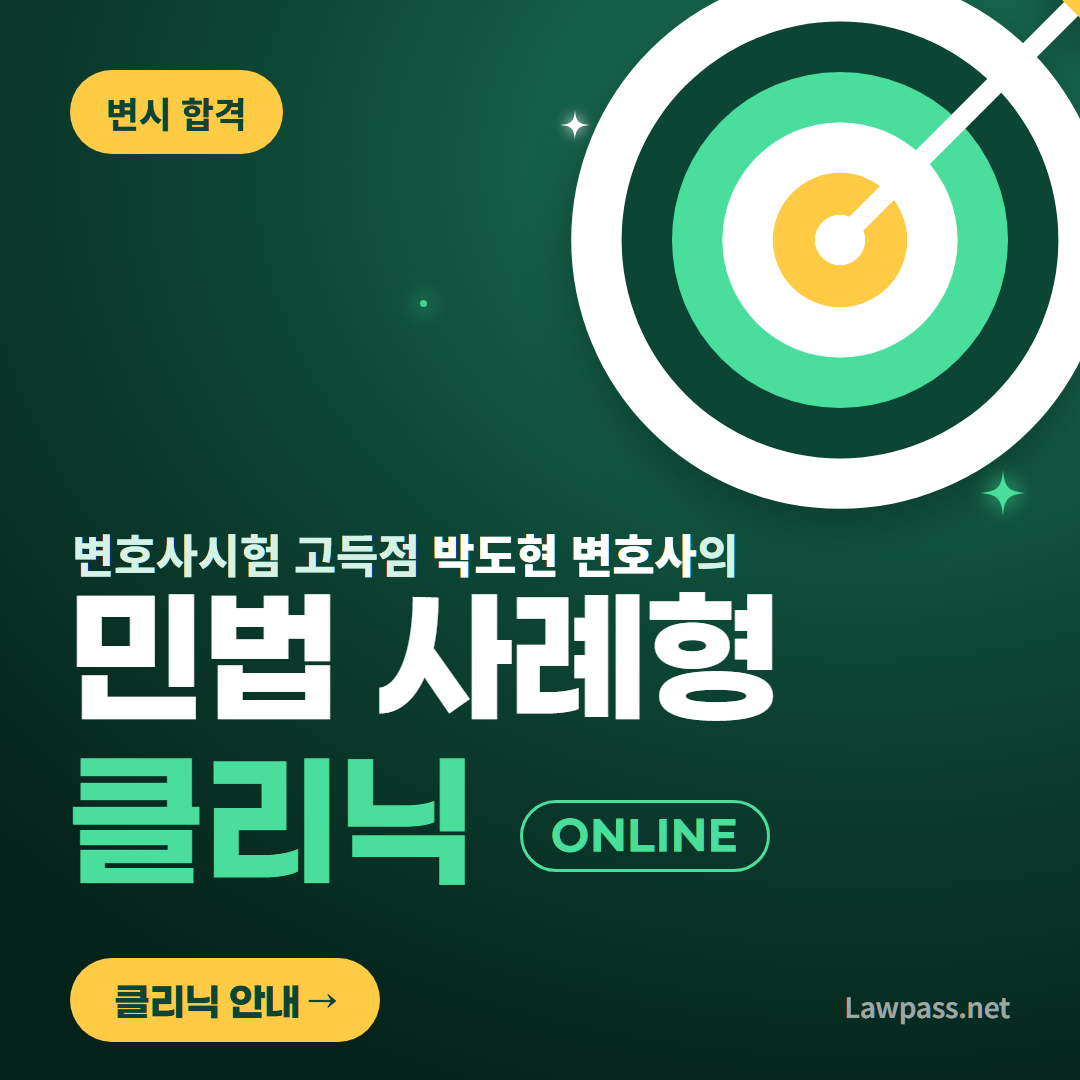 변시 합격
변호사시험 고득점 박도현 변호사의
민법 사례형
클리닉 ONLINE
클리닉 안내 →
Lawpass.net